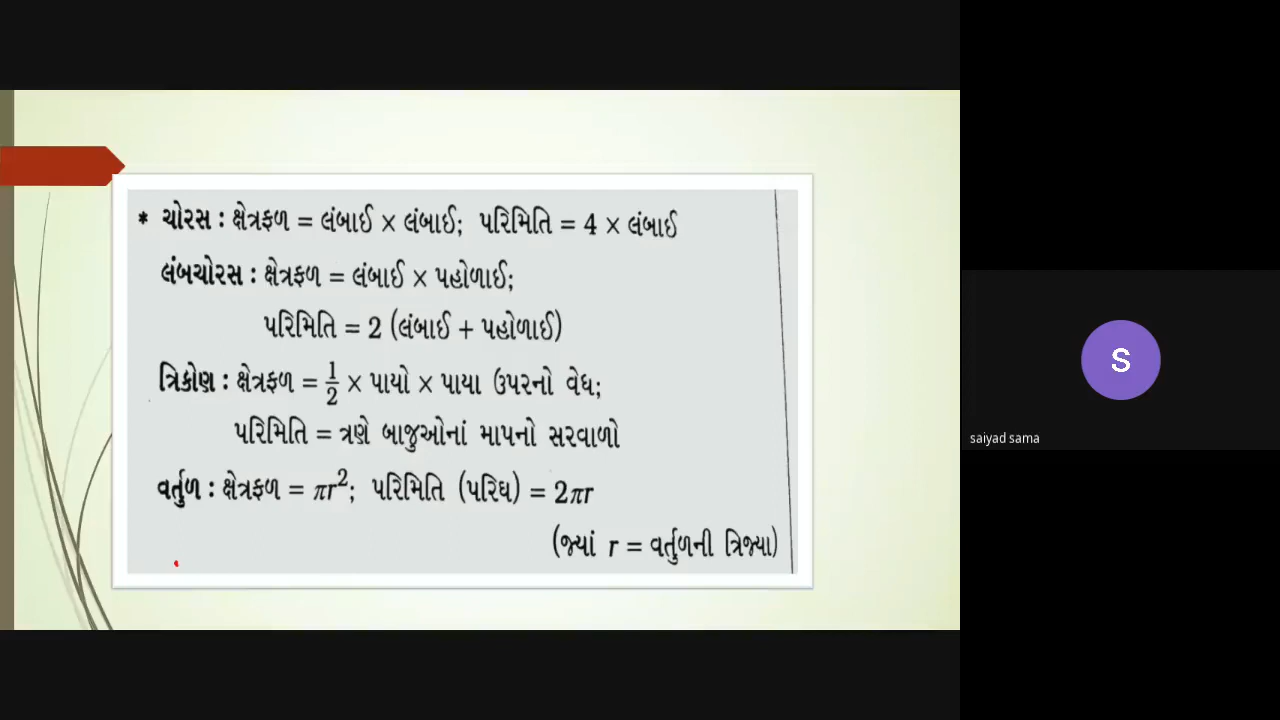 * ચોરસ : ક્ષેત્રફળ = લંબાઈ × લંબાઈ; પરિમિતિ = 4 × લંબાઈ
લંબચોરસ : ક્ષેત્રફળ = લંબાઈ × પહોળાઈ;
પરિમિતિ = 2 (લંબાઈ + પહોળાઈ)
ત્રિકોણ : ક્ષેત્રફળ = 1/2 × પાયો × પાયા ઉપરનો વેધ;
પરિમિતિ = ત્રણે બાજુઓનાં માપનો સરવાળો
વર્તુળ : ક્ષેત્રફળ = πr²; પરિમિતિ (પરિઘ) = 2πr
(જ્યાં r = વર્તુળની ત્રિજ્યા)
S
saiyad sama